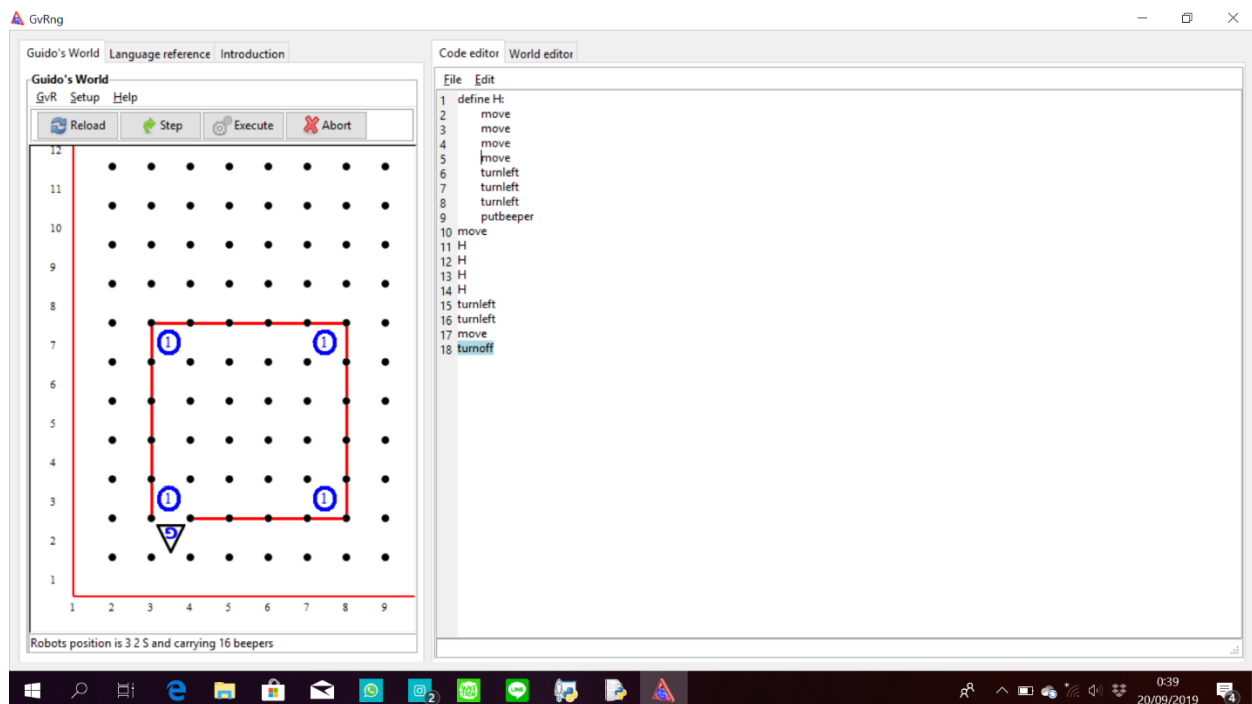 GvRng
Guido's World Language reference Introduction
Guido's World
GvR Setup Help
Reload Step Execute Abort
12
11
10
9
8
7
6
5
4
3
2
1
1 1
1 1
G
1 2 3 4 5 6 7 8 9
Robots position is 3 2 S and carrying 16 beepers
Code editor World editor
File Edit
1 define H:
2 move
3 move
4 move
5 move
6 turnleft
7 turnleft
8 turnleft
9 putbeeper
10 move
11 H
12 H
13 H
14 H
15 turnleft
16 turnleft
17 move
18 turnoff
2
LINE
0:39
20/09/2019
4